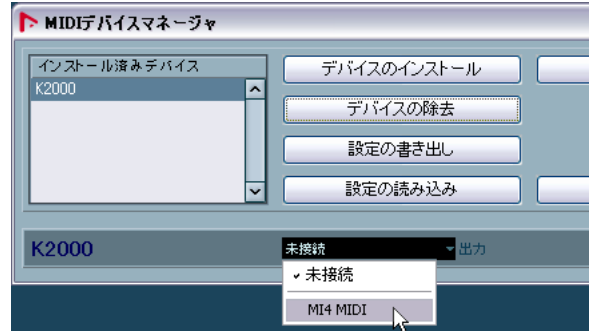 MIDIデバイスマネージャ
インストール済みデバイス
K2000
デバイスのインストール
デバイスの除去
設定の書き出し
設定の読み込み
K2000
未接続
出力
未接続
MI4 MIDI